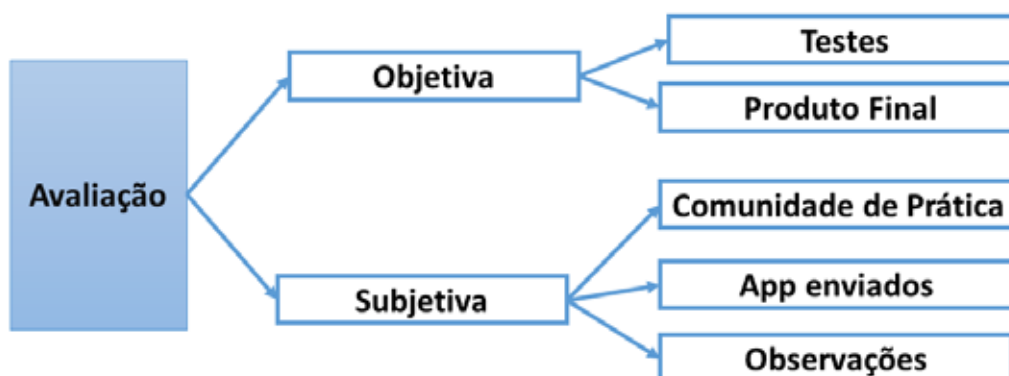 Avaliação
Objetiva
Testes
Produto Final
Subjetiva
Comunidade de Prática
App enviados
Observações